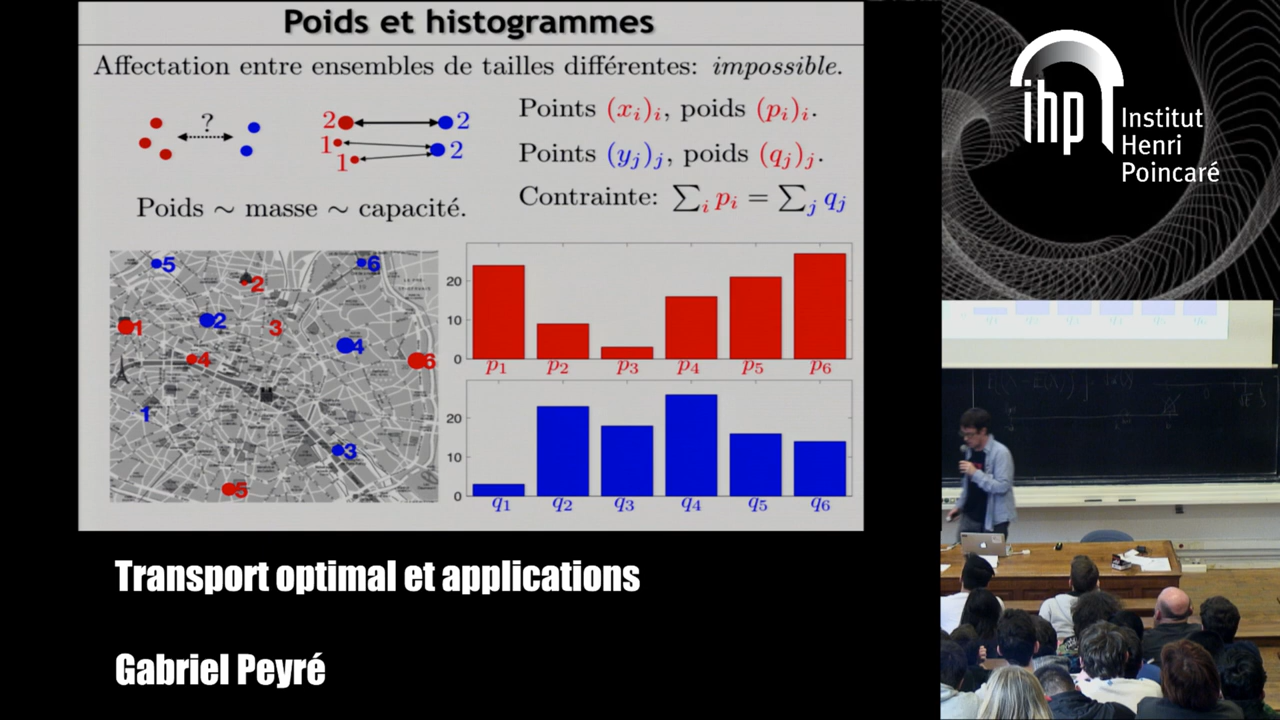 Poids et histogrammes
Affectation entre ensembles de tailles différentes: impossible.
?
2 2
1 2
1
Points (x_i)_i, poids (p_i)_i.
Points (y_j)_j, poids (q_j)_j.
Contrainte: ∑_i p_i = ∑_j q_j
Poids ∼ masse ∼ capacité.
5 6
2
1 2 3
4
4 6
1
3
5
20
10
0
p_1 p_2 p_3 p_4 p_5 p_6
20
10
0
q_1 q_2 q_3 q_4 q_5 q_6
Transport optimal et applications
Gabriel Peyré
ihp
Institut
Henri
Poincaré